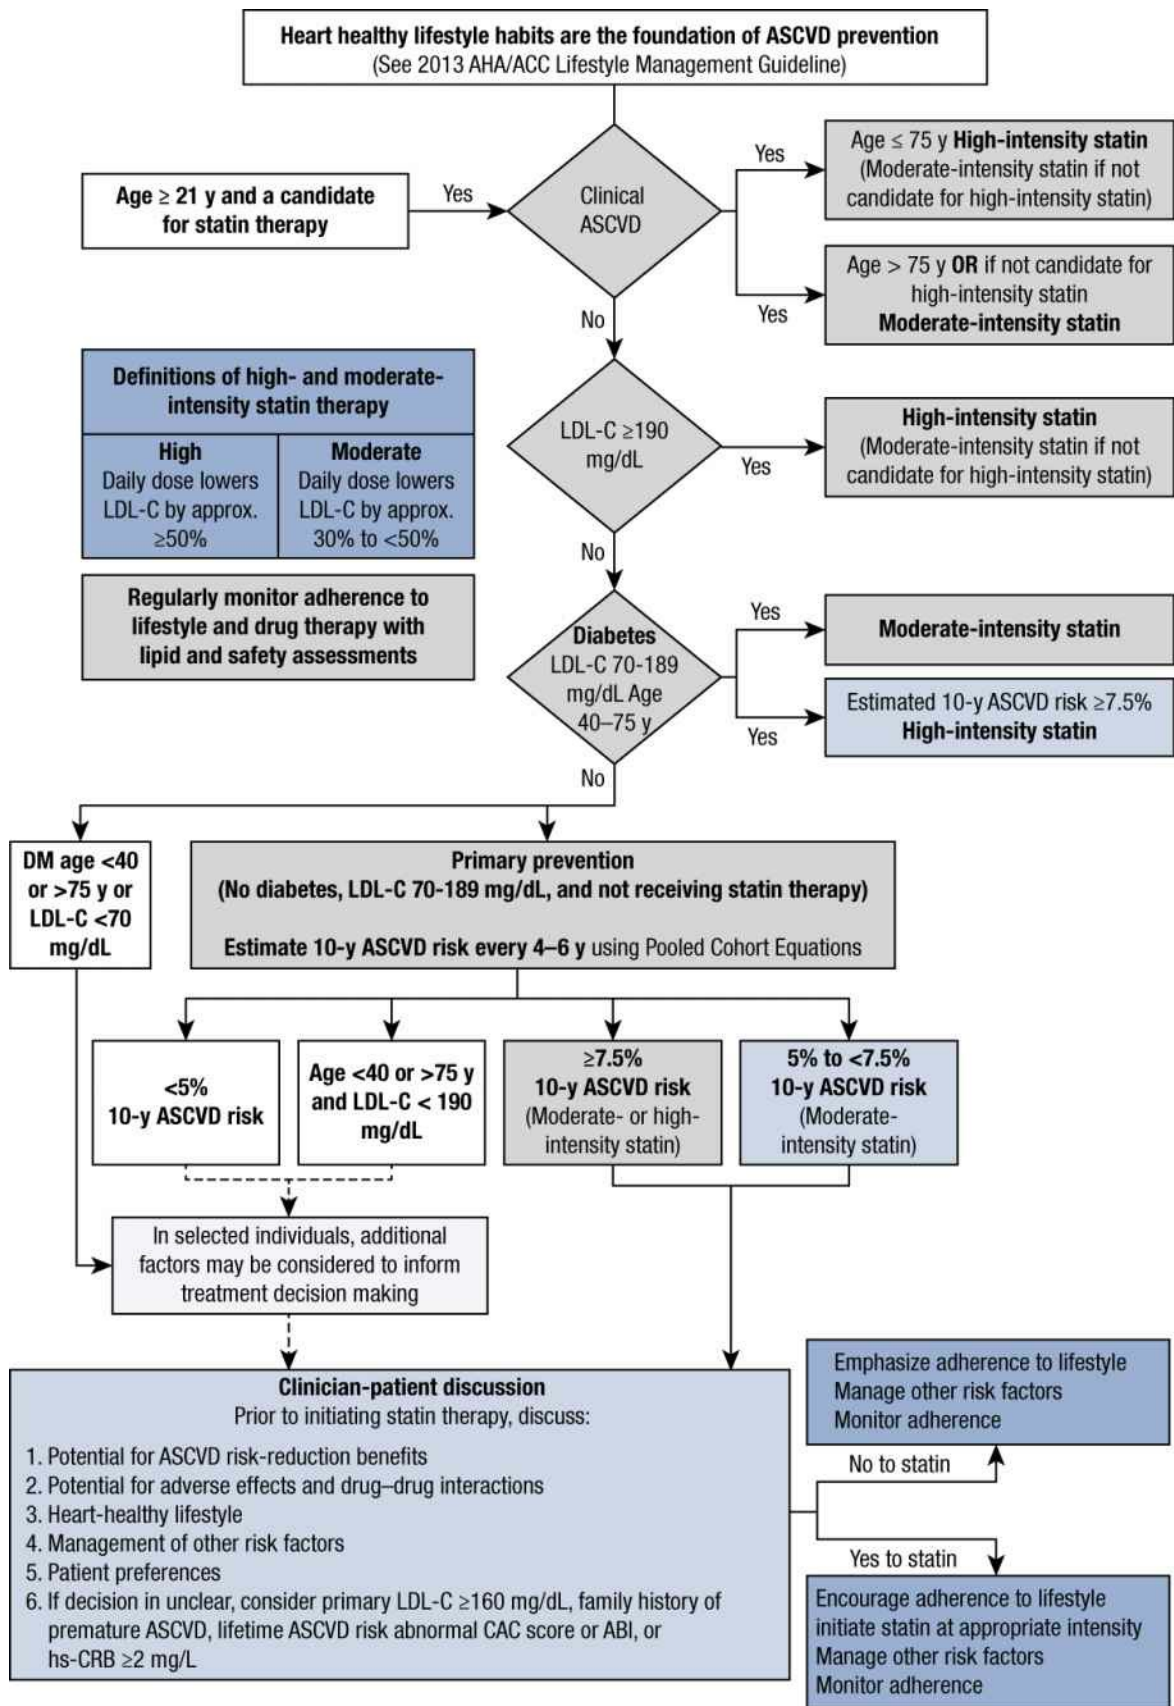 Heart healthy lifestyle habits are the foundation of ASCVD prevention
(See 2013 AHA/ACC Lifestyle Management Guideline)
Age ≥ 21 y and a candidate
for statin therapy
Yes
Clinical
ASCVD
Yes
Age ≤ 75 y High-intensity statin
(Moderate-intensity statin if not
candidate for high-intensity statin)
Yes
Age > 75 y OR if not candidate for
high-intensity statin
Moderate-intensity statin
No
Definitions of high- and moderate-
intensity statin therapy
High
Daily dose lowers
LDL-C by approx.
≥50%
Moderate
Daily dose lowers
LDL-C by approx.
30% to <50%
LDL-C ≥190
mg/dL
Yes
High-intensity statin
(Moderate-intensity statin if not
candidate for high-intensity statin)
No
Regularly monitor adherence to
lifestyle and drug therapy with
lipid and safety assessments
Diabetes
LDL-C 70-189
mg/dL Age
40–75 y
Yes
Moderate-intensity statin
Yes
Estimated 10-y ASCVD risk ≥7.5%
High-intensity statin
No
DM age <40
or >75 y or
LDL-C <70
mg/dL
Primary prevention
(No diabetes, LDL-C 70-189 mg/dL, and not receiving statin therapy)
Estimate 10-y ASCVD risk every 4–6 y using Pooled Cohort Equations
<5%
10-y ASCVD risk
Age <40 or >75 y
and LDL-C < 190
mg/dL
≥7.5%
10-y ASCVD risk
(Moderate- or high-
intensity statin)
5% to <7.5%
10-y ASCVD risk
(Moderate-
intensity statin)
In selected individuals, additional
factors may be considered to inform
treatment decision making
Clinician-patient discussion
Prior to initiating statin therapy, discuss:
1. Potential for ASCVD risk-reduction benefits
2. Potential for adverse effects and drug–drug interactions
3. Heart-healthy lifestyle
4. Management of other risk factors
5. Patient preferences
6. If decision in unclear, consider primary LDL-C ≥160 mg/dL, family history of
premature ASCVD, lifetime ASCVD risk abnormal CAC score or ABI, or
hs-CRB ≥2 mg/L
Emphasize adherence to lifestyle
Manage other risk factors
Monitor adherence
No to statin
Yes to statin
Encourage adherence to lifestyle
initiate statin at appropriate intensity
Manage other risk factors
Monitor adherence